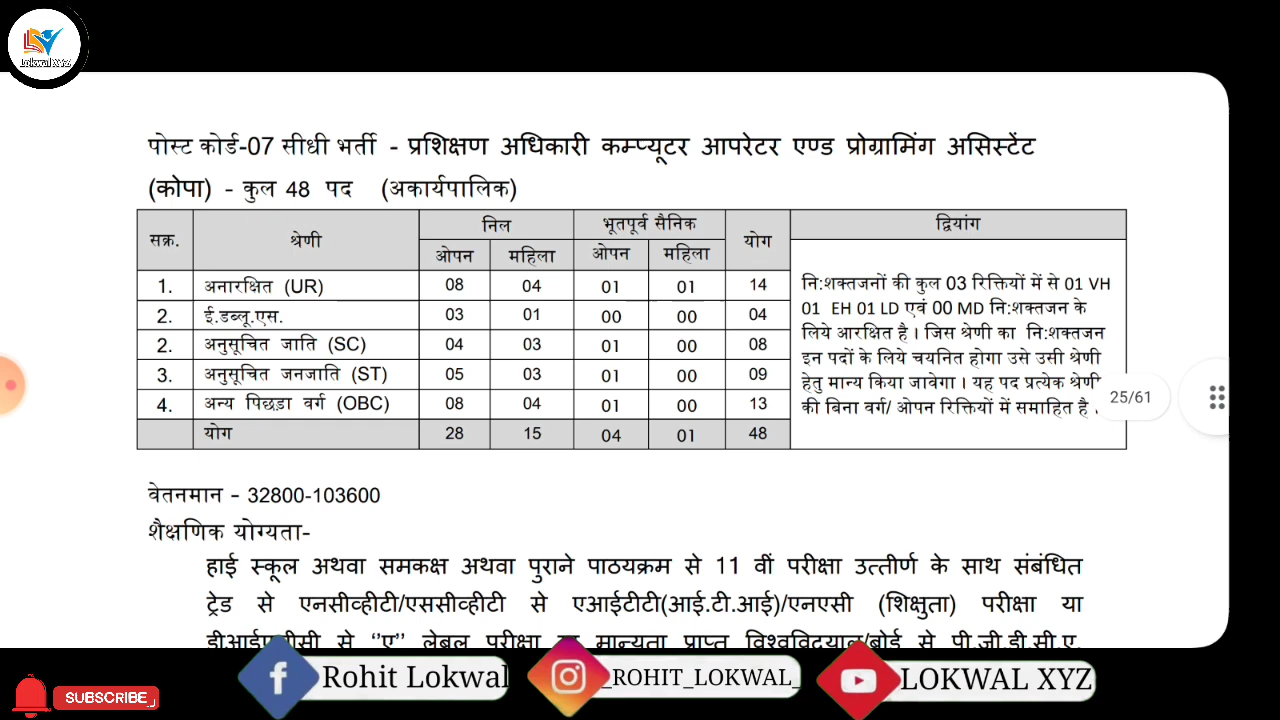 Lokwal XYZ
पोस्ट कोर्ड-07 सीधी भर्ती - प्रशिक्षण अधिकारी कम्प्यूटर आपरेटर एण्ड प्रोग्रामिंग असिस्टेंट
(कोपा) - कुल 48 पद (अकार्यपालिक)
सक्र. श्रेणी निल भूतपूर्व सैनिक योग द्वियांग
ओपन महिला ओपन महिला
1. अनारक्षित (UR) 08 04 01 01 14
2. ई.डब्लू.एस. 03 01 00 00 04
2. अनुसूचित जाति (SC) 04 03 01 00 08
3. अनुसूचित जनजाति (ST) 05 03 01 00 09
4. अन्य पिछड़ा वर्ग (OBC) 08 04 01 00 13
योग 28 15 04 01 48
नि:शक्तजनों की कुल 03 रिक्तियों में से 01 VH
01 EH 01 LD एवं 00 MD नि:शक्तजन के
लिये आरक्षित है । जिस श्रेणी का नि:शक्तजन
इन पदों के लिये चयनित होगा उसे उसी श्रेणी
हेतु मान्य किया जावेगा । यह पद प्रत्येक श्रेणी
की बिना वर्ग/ ओपन रिक्तियों में समाहित है ।
25/61
वेतनमान - 32800-103600
शैक्षणिक योग्यता-
हाई स्कूल अथवा समकक्ष अथवा पुराने पाठयक्रम से 11 वीं परीक्षा उत्तीर्ण के साथ संबंधित
ट्रेड से एनसीव्हीटी/एससीव्हीटी से एआईटीटी(आई.टी.आई)/एनएसी (शिक्षुता) परीक्षा या
से ''ए'' लेबल परीक्षा या मान्यता प्राप्त विश्वविद्याल/बोर्ड से पी.जी.डी.सी.ए.
SUBSCRIBE
Rohit Lokwal
_ROHIT_LOKWAL_
LOKWAL XYZ